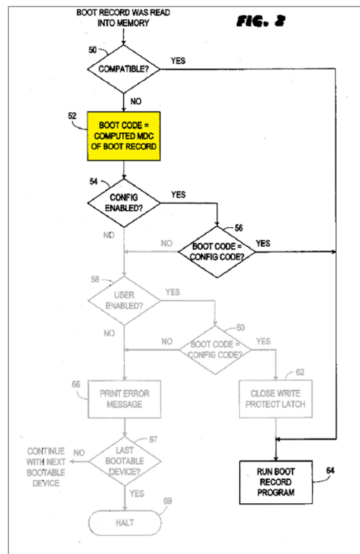 BOOT RECORD WAS READ
INTO MEMORY
FIG. 2
50
COMPATIBLE?
YES
NO
52
BOOT CODE =
COMPUTED MDC
OF BOOT RECORD
54
CONFIG
ENABLED?
YES
56
NO
BOOT CODE =
CONFIG CODE?
YES
NO
58
USER
ENABLED?
YES
60
NO
NO
BOOT CODE =
CONFIG CODE?
YES
66
PRINT ERROR
MESSAGE
62
CLOSE WRITE
PROTECT LATCH
67
CONTINUE
WITH NEXT
BOOTABLE
DEVICE
NO
LAST
BOOTABLE
DEVICE?
YES
RUN BOOT
RECORD
PROGRAM
64
69
HALT